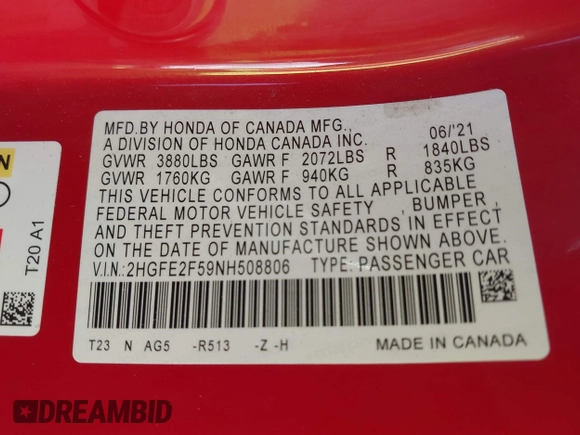 MFD.BY HONDA OF CANADA MFG.,
A DIVISION OF HONDA CANADA INC. 06/'21
GVWR 3880LBS GAWR F 2072LBS R 1840LBS
GVWR 1760KG GAWR F 940KG R 835KG
THIS VEHICLE CONFORMS TO ALL APPLICABLE
FEDERAL MOTOR VEHICLE SAFETY , BUMPER ,
AND THEFT PREVENTION STANDARDS IN EFFECT
ON THE DATE OF MANUFACTURE SHOWN ABOVE.
V.I.N.:2HGFE2F59NH508806 TYPE:PASSENGER CAR
T23 N AG5 -R513 -Z -H MADE IN CANADA
N
T20 A1
DREAMBID